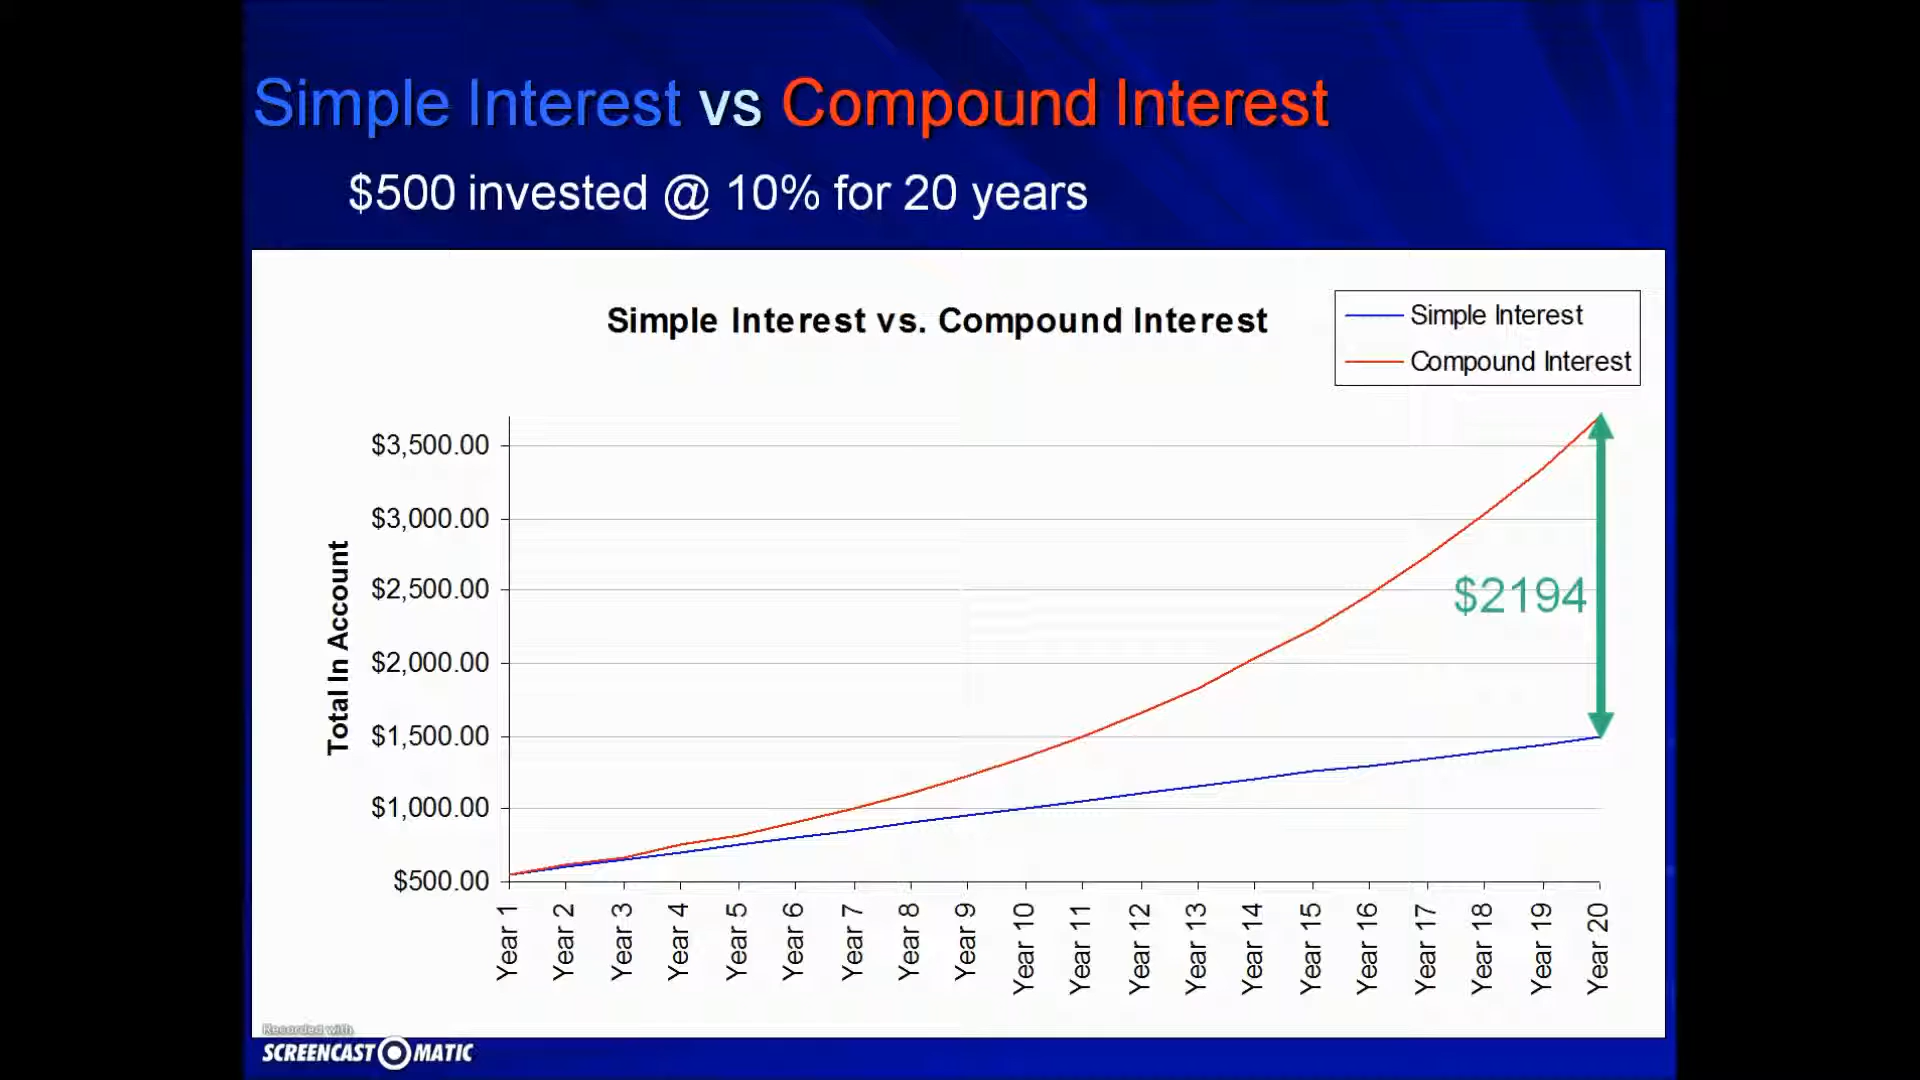 Simple Interest vs Compound Interest
$500 invested @ 10% for 20 years
Simple Interest vs. Compound Interest
Simple Interest
Compound Interest
Total In Account
$3,500.00
$3,000.00
$2,500.00
$2,000.00
$1,500.00
$1,000.00
$500.00
$2194
Year 1
Year 2
Year 3
Year 4
Year 5
Year 6
Year 7
Year 8
Year 9
Year 10
Year 11
Year 12
Year 13
Year 14
Year 15
Year 16
Year 17
Year 18
Year 19
Year 20
Recorded with
SCREENCAST MATIC